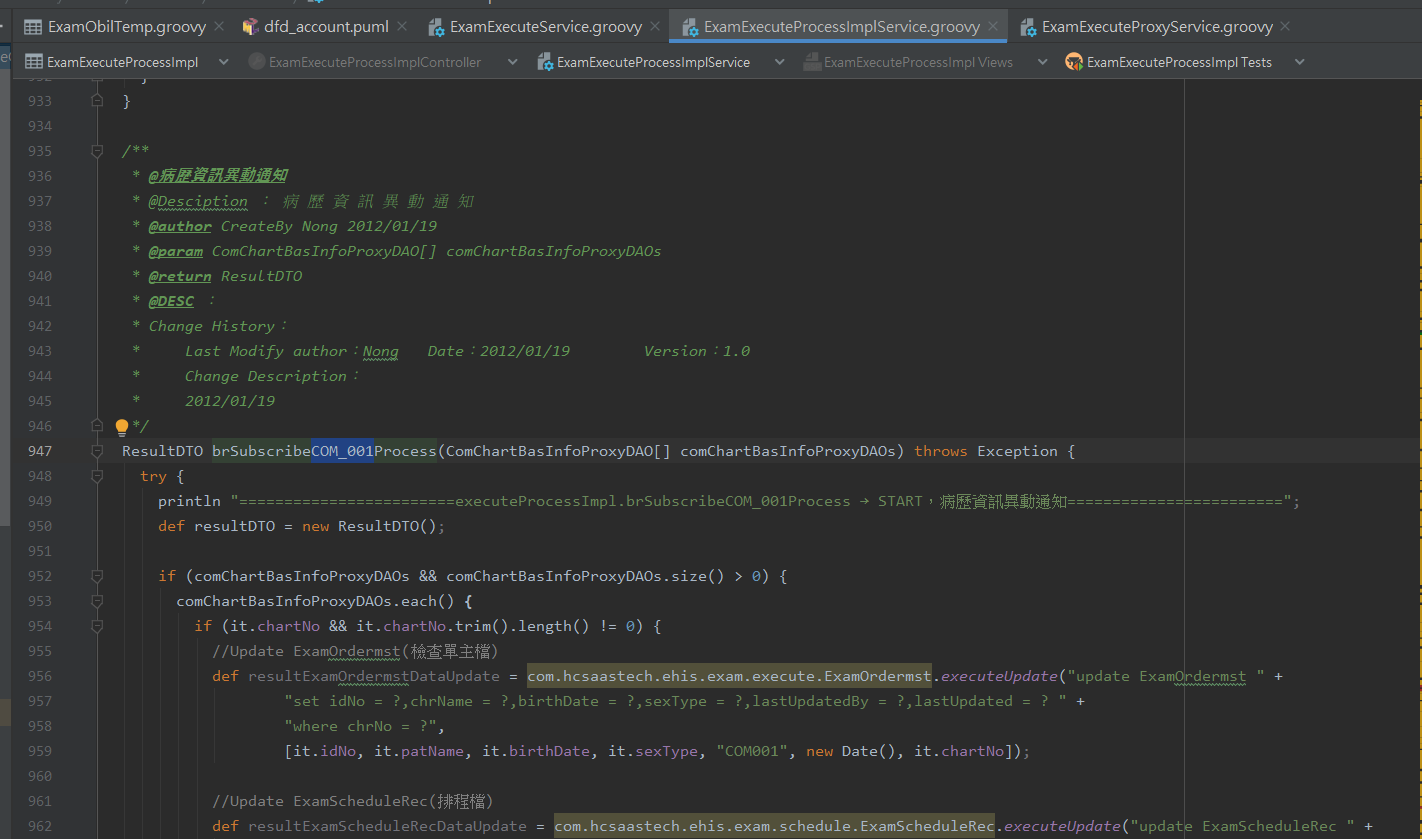 ExamObilTemp.groovy dfd_account.puml ExamExecuteService.groovy ExamExecuteProcessImplService.groovy ExamExecuteProxyService.groovy
ExamExecuteProcessImpl ExamExecuteProcessImplController ExamExecuteProcessImplService ExamExecuteProcessImpl Views ExamExecuteProcessImpl Tests
933 }
934
935 /**
936 * @病歷資訊異動通知
937 * @Desciption : 病 歷 資 訊 異 動 通 知
938 * @author CreateBy Nong 2012/01/19
939 * @param ComChartBasInfoProxyDAO[] comChartBasInfoProxyDAOs
940 * @return ResultDTO
941 * @DESC :
942 * Change History:
943 * Last Modify author:Nong Date:2012/01/19 Version:1.0
944 * Change Description:
945 * 2012/01/19
946 */
947 ResultDTO brSubscribeCOM_001Process(ComChartBasInfoProxyDAO[] comChartBasInfoProxyDAOs) throws Exception {
948 try {
949 println "========================executeProcessImpl.brSubscribeCOM_001Process → START,病歷資訊異動通知========================";
950 def resultDTO = new ResultDTO();
951
952 if (comChartBasInfoProxyDAOs && comChartBasInfoProxyDAOs.size() > 0) {
953 comChartBasInfoProxyDAOs.each() {
954 if (it.chartNo && it.chartNo.trim().length() != 0) {
955 //Update ExamOrdermst(檢查單主檔)
956 def resultExamOrdermstDataUpdate = com.hcsaastech.ehis.exam.execute.ExamOrdermst.executeUpdate("update ExamOrdermst " +
957 "set idNo = ?,chrName = ?,birthDate = ?,sexType = ?,lastUpdatedBy = ?,lastUpdated = ? " +
958 "where chrNo = ?",
959 [it.idNo, it.patName, it.birthDate, it.sexType, "COM001", new Date(), it.chartNo]);
960
961 //Update ExamScheduleRec(排程檔)
962 def resultExamScheduleRecDataUpdate = com.hcsaastech.ehis.exam.schedule.ExamScheduleRec.executeUpdate("update ExamScheduleRec " +